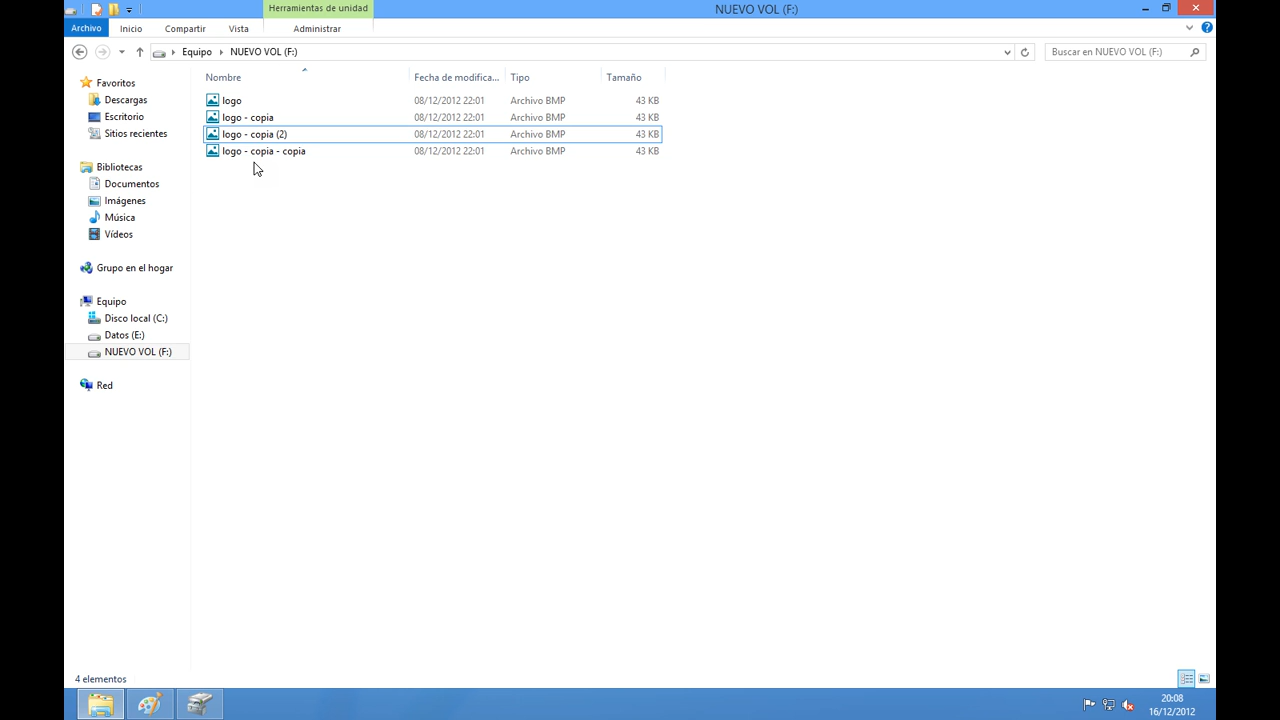 Herramientas de unidad
NUEVO VOL (F:)
Archivo Inicio Compartir Vista Administrar
Equipo NUEVO VOL (F:)
Buscar en NUEVO VOL (F:)
Favoritos
Descargas
Escritorio
Sitios recientes
Bibliotecas
Documentos
Imágenes
Música
Vídeos
Grupo en el hogar
Equipo
Disco local (C:)
Datos (E:)
NUEVO VOL (F:)
Red
Nombre Fecha de modifica... Tipo Tamaño
logo 08/12/2012 22:01 Archivo BMP 43 KB
logo - copia 08/12/2012 22:01 Archivo BMP 43 KB
logo - copia (2) 08/12/2012 22:01 Archivo BMP 43 KB
logo - copia - copia 08/12/2012 22:01 Archivo BMP 43 KB
4 elementos
20:08
16/12/2012